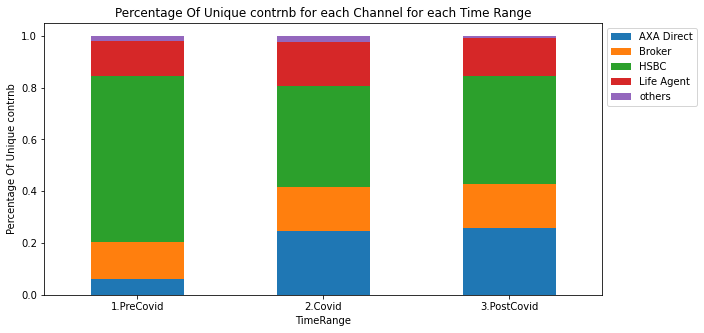 Percentage Of Unique contrnb for each Channel for each Time Range
1.0
0.8
0.6
0.4
0.2
0.0
Percentage Of Unique contrnb
1.PreCovid
2.Covid
3.PostCovid
TimeRange
AXA Direct
Broker
HSBC
Life Agent
others